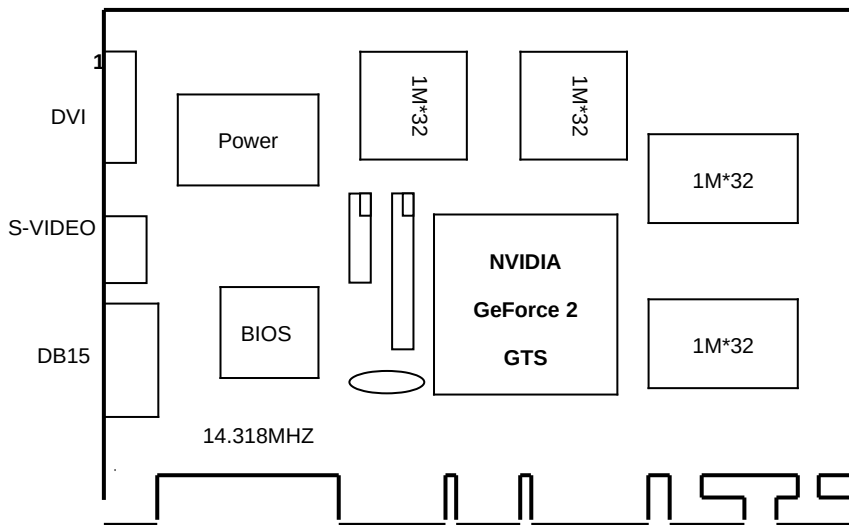 1
DVI
Power
1M*32
1M*32
1M*32
S-VIDEO
NVIDIA
GeForce 2
GTS
BIOS
DB15
1M*32
14.318MHZ